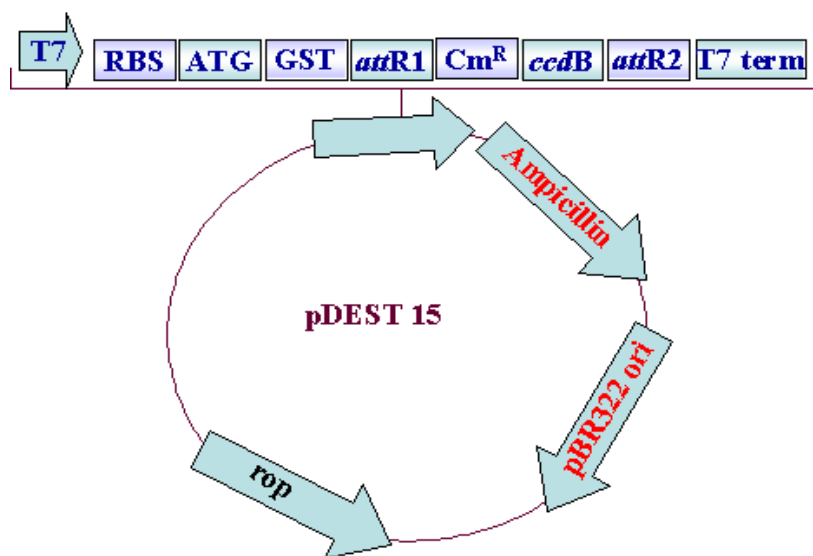 T7 RBS ATG GST attR1 Cmᴿ ccdB attR2 T7 term
Ampicillin
pDEST 15
pBR322 ori
rop